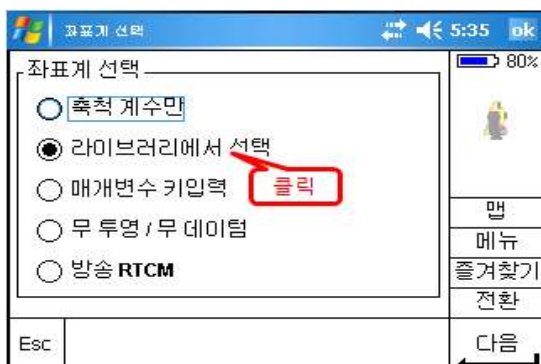 좌표계 선택
5:35 ok
80%
좌표계 선택
축척 계수만
라이브러리에서 선택
매개변수 키입력
클릭
무 투영 / 무 데이텀
방송 RTCM
맵
메뉴
즐겨찾기
전환
Esc
다음